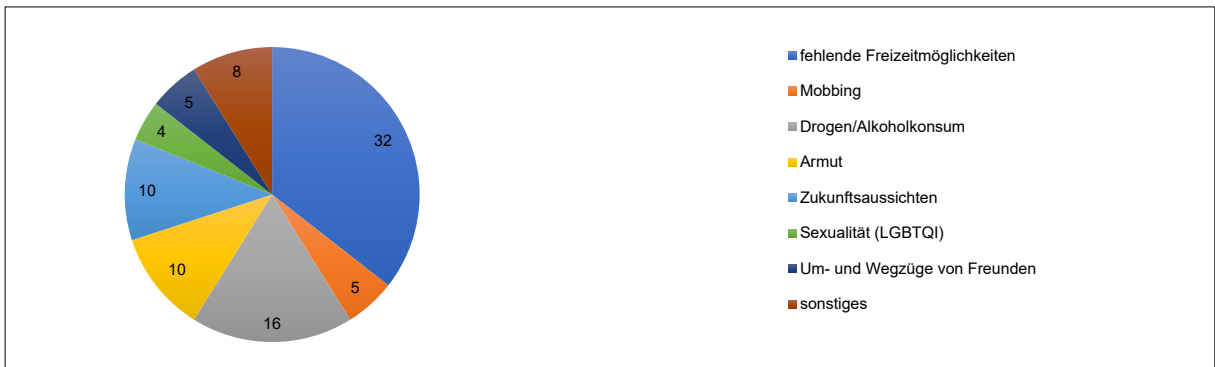 8
32
5
4
10
10
5
16
fehlende Freizeitmöglichkeiten
Mobbing
Drogen/Alkoholkonsum
Armut
Zukunftsaussichten
Sexualität (LGBTQI)
Um- und Wegzüge von Freunden
sonstiges